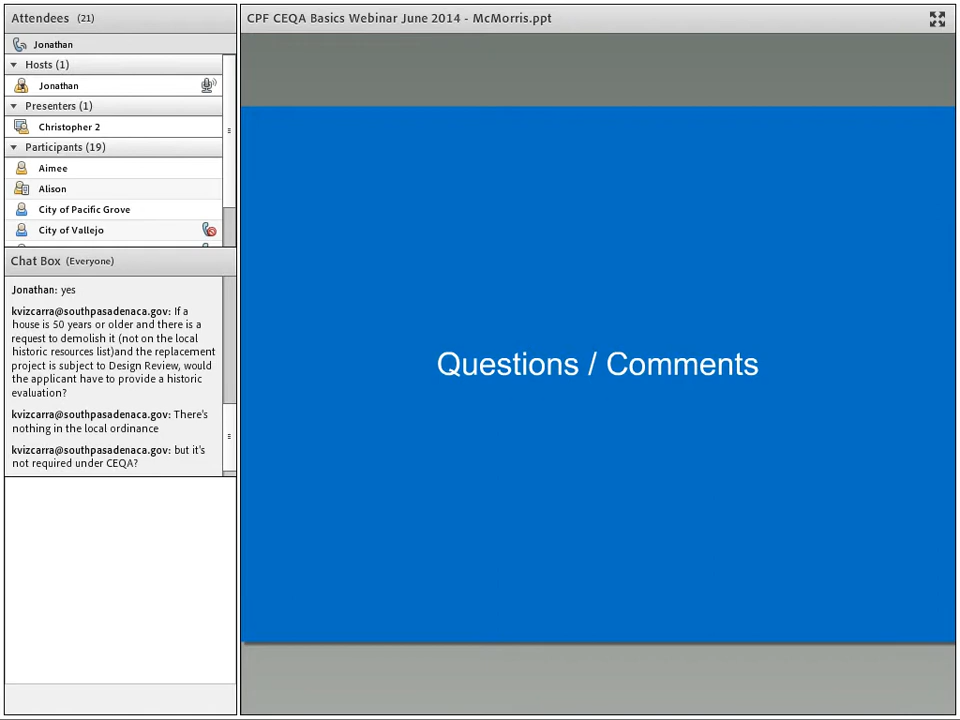 Attendees (21)
Jonathan
Hosts (1)
Jonathan
Presenters (1)
Christopher 2
Participants (19)
Aimee
Alison
City of Pacific Grove
City of Vallejo
Chat Box (Everyone)
Jonathan: yes
kvizcarra@southpasadenaca.gov: If a
house is 50 years or older and there is a
request to demolish it (not on the local
historic resources list)and the replacement
project is subject to Design Review, would
the applicant have to provide a historic
evaluation?
kvizcarra@southpasadenaca.gov: There's
nothing in the local ordinance
kvizcarra@southpasadenaca.gov: but it's
not required under CEQA?
CPF CEQA Basics Webinar June 2014 - McMorris.ppt
Questions / Comments